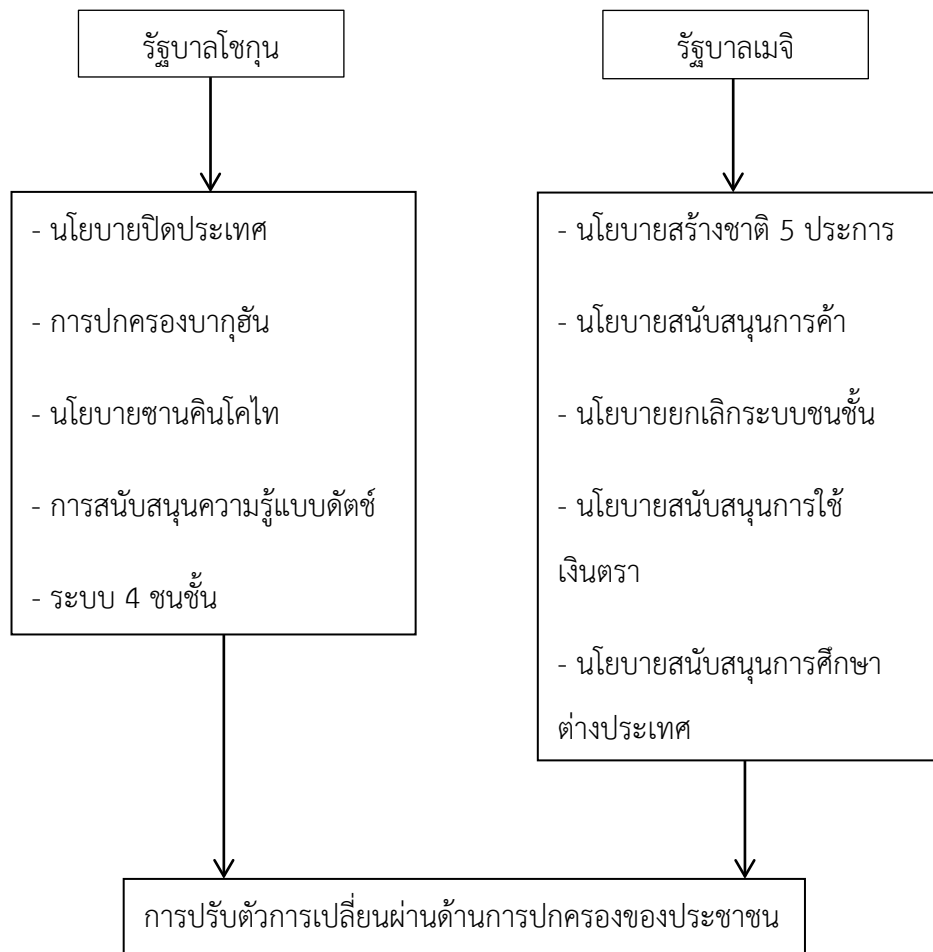 รัฐบาลโชกุน
รัฐบาลเมจิ
- นโยบายปิดประเทศ
- การปกครองบากุฮัน
- นโยบายซานคินโคไท
- การสนับสนุนความรู้แบบดัตช์
- ระบบ 4 ชนชั้น
- นโยบายสร้างชาติ 5 ประการ
- นโยบายสนับสนุนการค้า
- นโยบายยกเลิกระบบชนชั้น
- นโยบายสนับสนุนการใช้
เงินตรา
- นโยบายสนับสนุนการศึกษา
ต่างประเทศ
การปรับตัวการเปลี่ยนผ่านด้านการปกครองของประชาชน